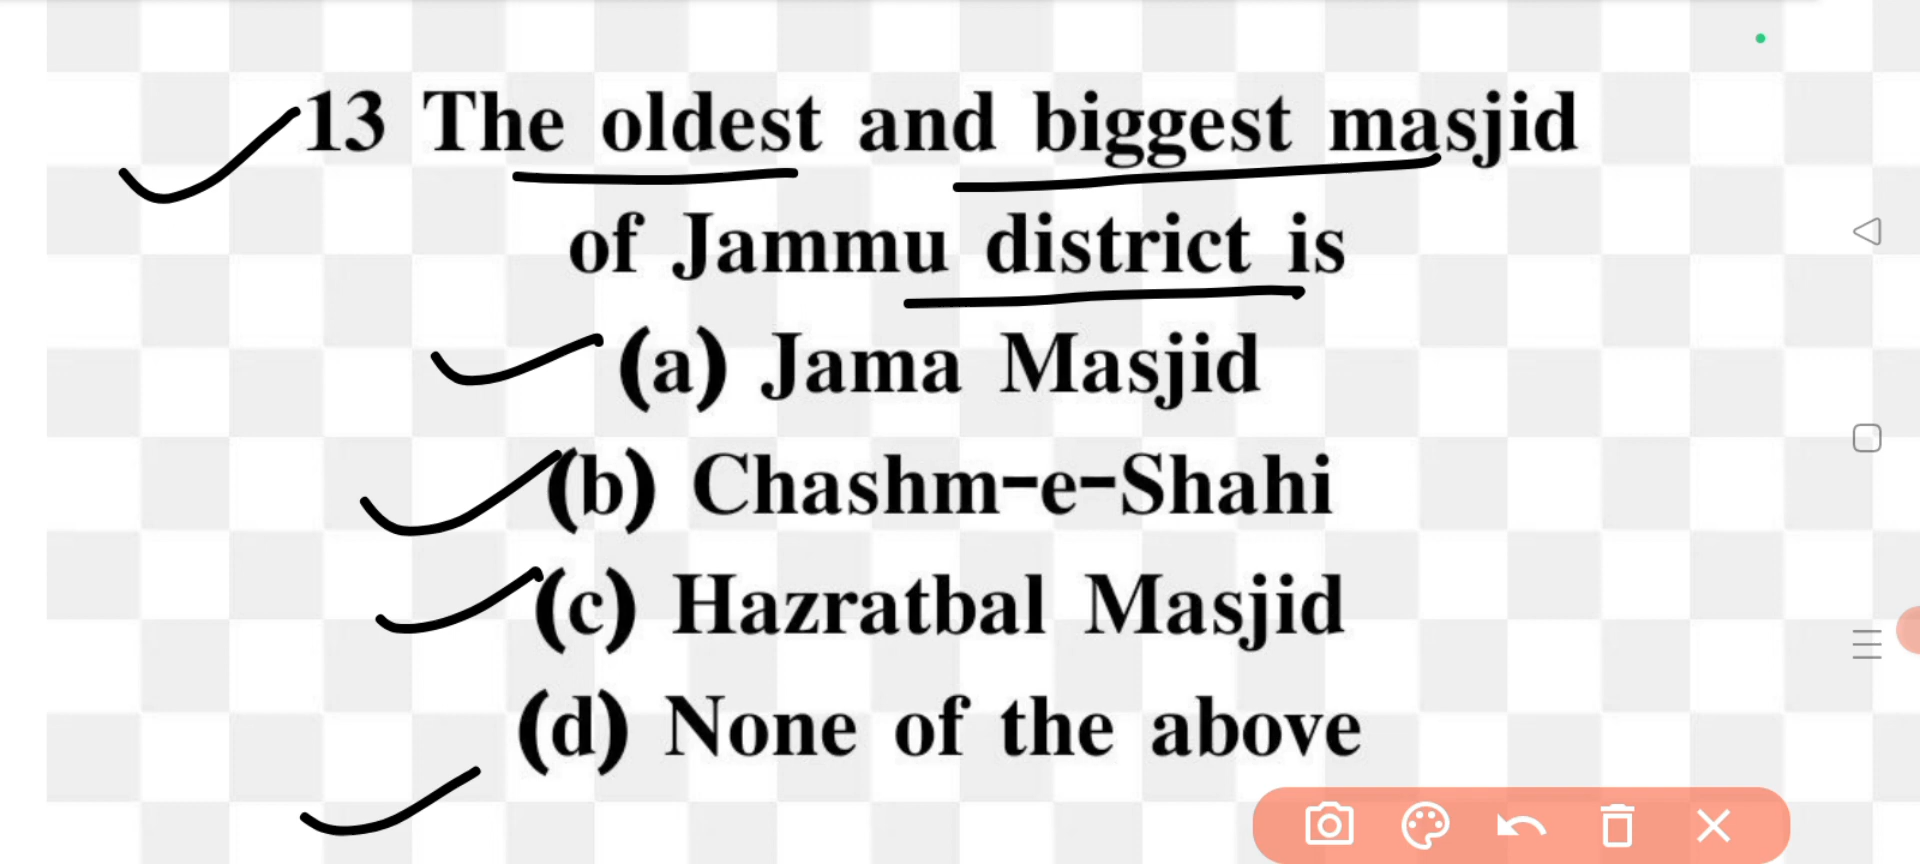 13 The oldest and biggest masjid
of Jammu district is
(a) Jama Masjid
(b) Chashm-e-Shahi
(c) Hazratbal Masjid
(d) None of the above